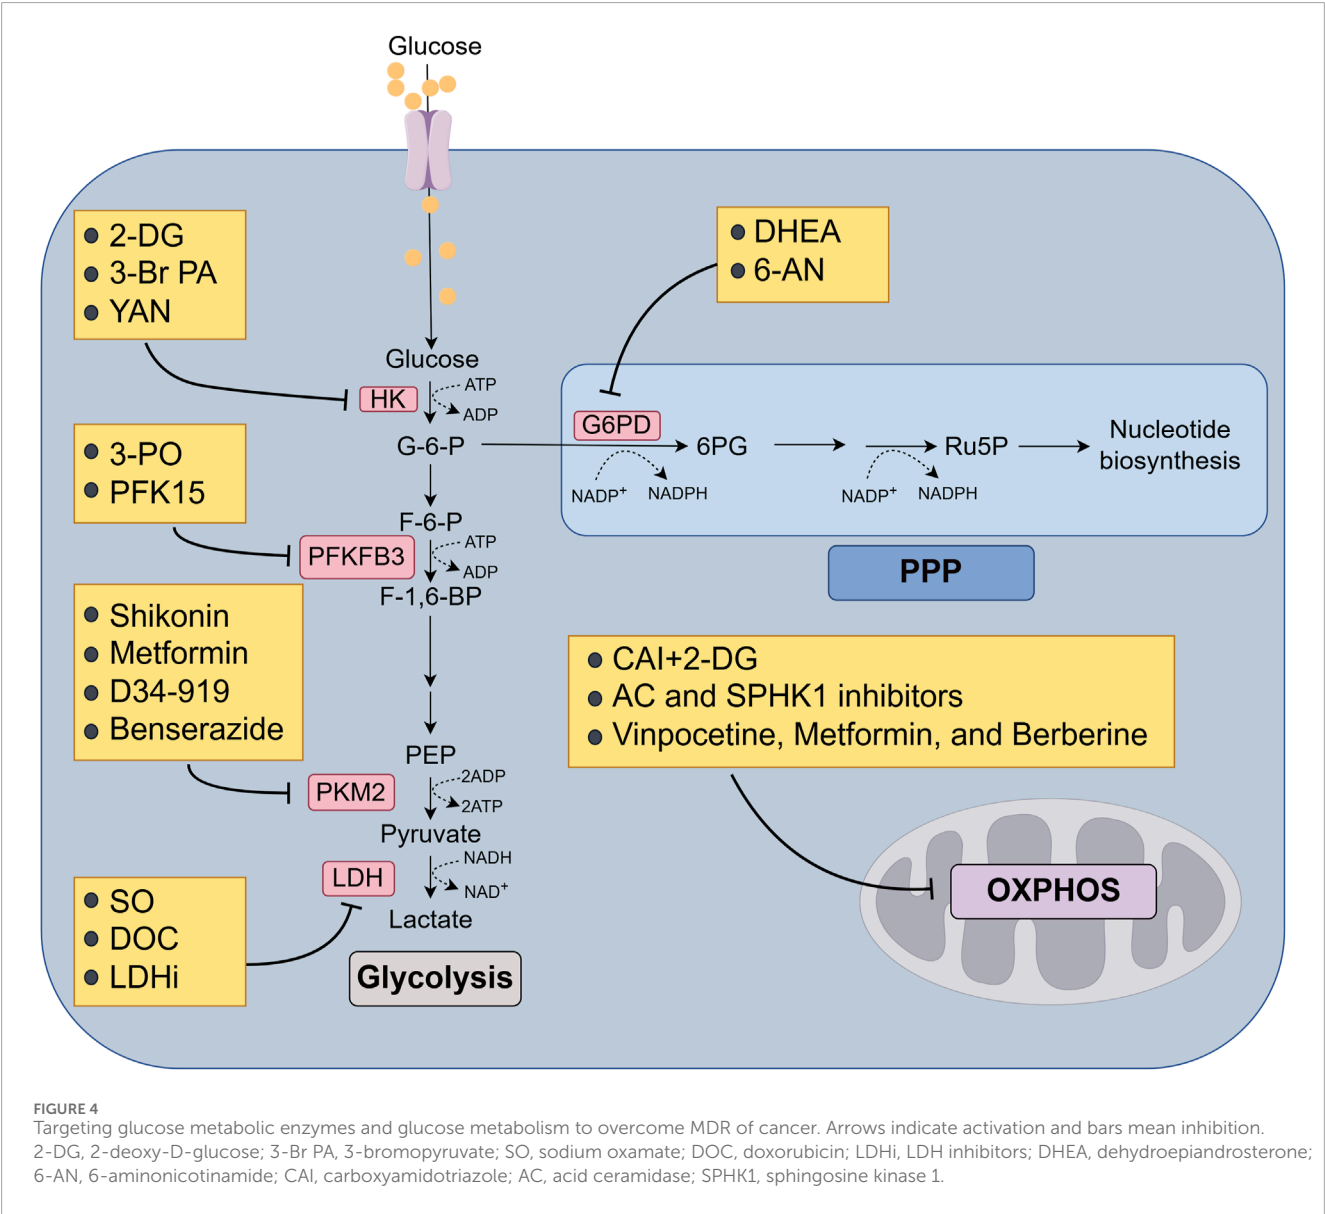 Glucose
2-DG
3-Br PA
YAN
DHEA
6-AN
Glucose
HK
ATP
ADP
G-6-P
G6PD
6PG
Ru5P
Nucleotide
biosynthesis
NADP+
NADPH
NADP+
NADPH
3-PO
PFK15
F-6-P
PFKFB3
ATP
ADP
F-1,6-BP
PPP
Shikonin
Metformin
D34-919
Benserazide
CAI+2-DG
AC and SPHK1 inhibitors
Vinpocetine, Metformin, and Berberine
PEP
PKM2
2ADP
2ATP
Pyruvate
LDH
NADH
NAD+
Lactate
SO
DOC
LDHi
OXPHOS
Glycolysis
FIGURE 4
Targeting glucose metabolic enzymes and glucose metabolism to overcome MDR of cancer. Arrows indicate activation and bars mean inhibition.
2-DG, 2-deoxy-D-glucose; 3-Br PA, 3-bromopyruvate; SO, sodium oxamate; DOC, doxorubicin; LDHi, LDH inhibitors; DHEA, dehydroepiandrosterone;
6-AN, 6-aminonicotinamide; CAI, carboxyamidotriazole; AC, acid ceramidase; SPHK1, sphingosine kinase 1.